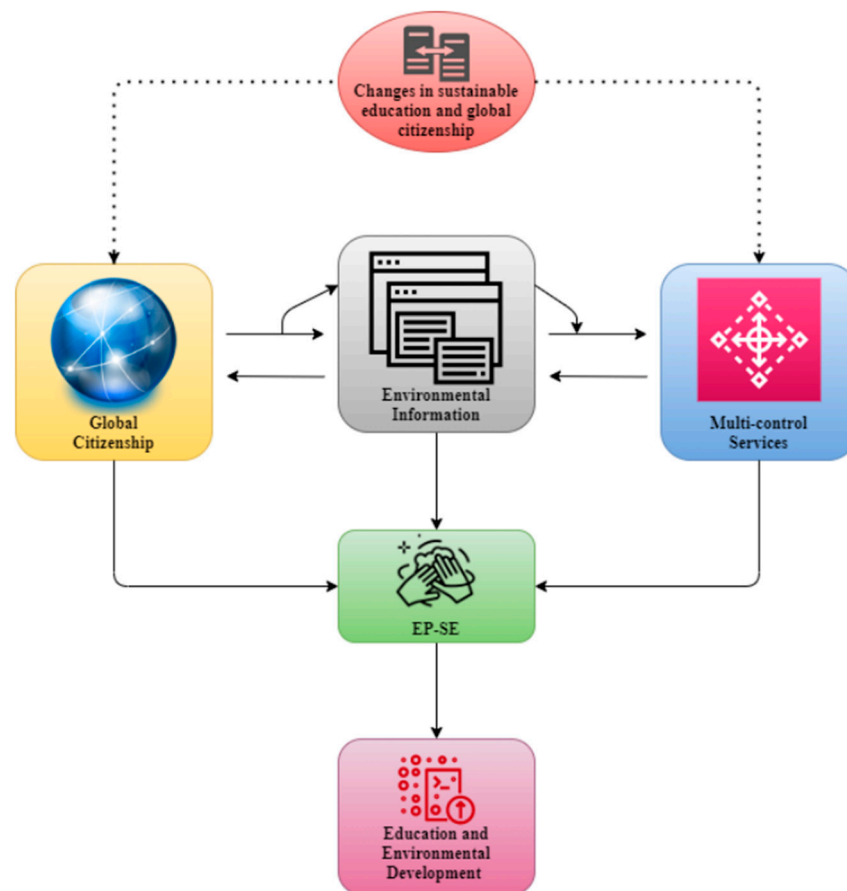 Changes in sustainable
education and global
citizenship
Global
Citizenship
Environmental
Information
Multi-control
Services
EP-SE
Education and
Environmental
Development